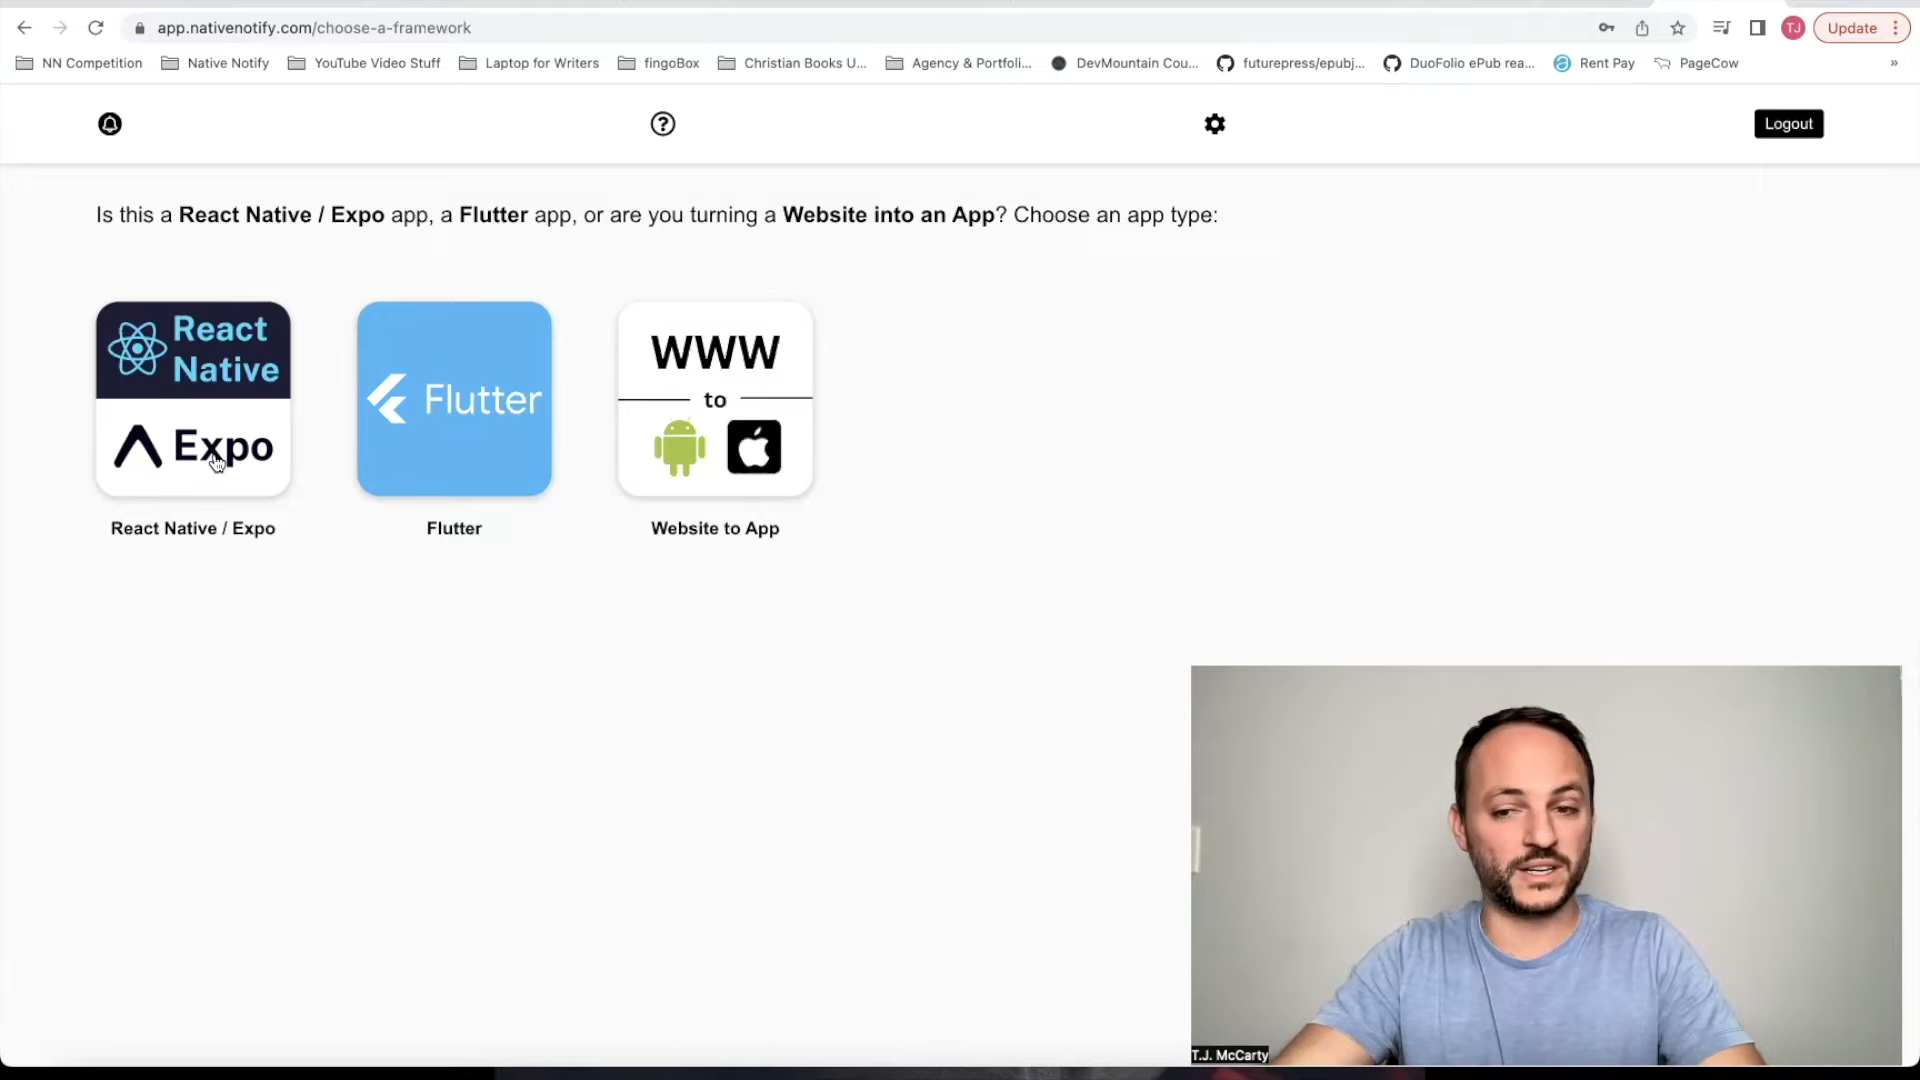 app.nativenotify.com/choose-a-framework
TJ
Update
NN Competition
Native Notify
YouTube Video Stuff
Laptop for Writers
fingoBox
Christian Books U...
Agency & Portfoli...
DevMountain Cou...
futurepress/epubj...
DuoFolio ePub rea...
Rent Pay
PageCow
»
?
Logout
Is this a React Native / Expo app, a Flutter app, or are you turning a Website into an App? Choose an app type:
React
Native
Expo
Flutter
WWW
to
React Native / Expo
Flutter
Website to App
T.J. McCarty